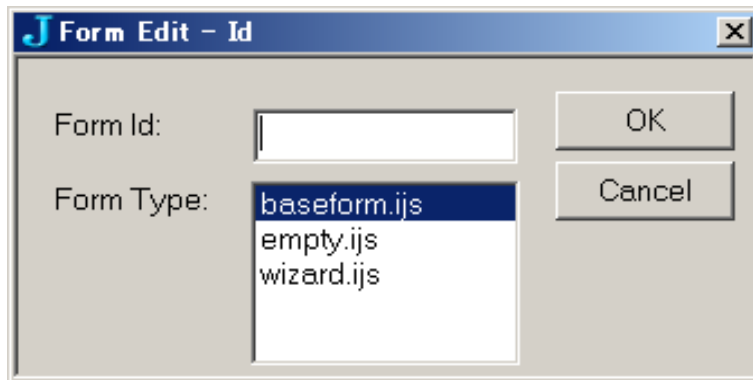 J Form Edit - Id
Form Id:
OK
Form Type:
Cancel
baseform.ijs
empty.ijs
wizard.ijs